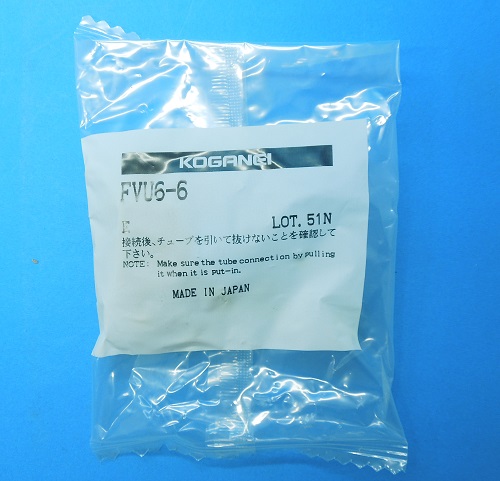 KOGANEI
FVU6-6
LOT. 51N
接続後、チューブを引いて抜けないことを確認して
下さい。
NOTE: Make sure the tube connection by pulling
it when it is put-in.
MADE IN JAPAN